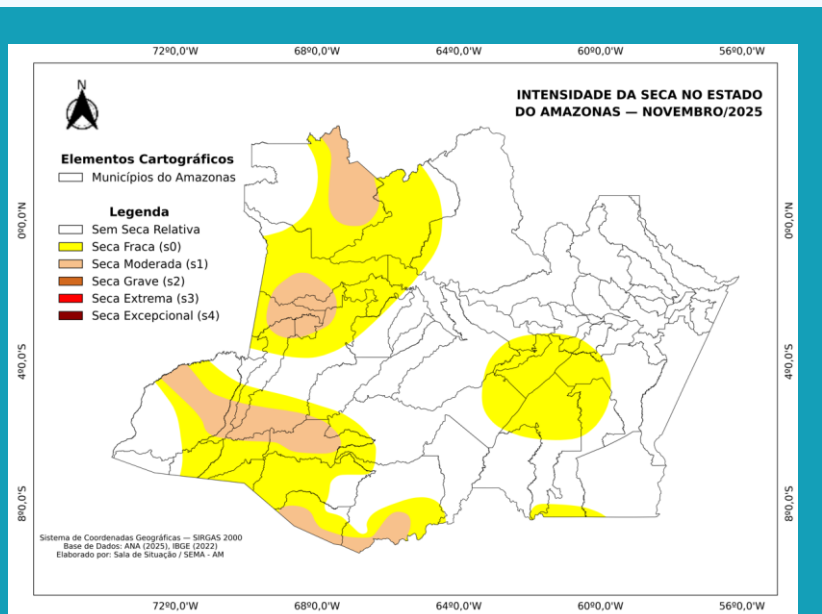 72º0,0'W 68º0,0'W 64º0,0'W 60º0,0'W 56º0,0'W
N
INTENSIDADE DA SECA NO ESTADO
DO AMAZONAS — NOVEMBRO/2025
Elementos Cartográficos
Municípios do Amazonas
Legenda
Sem Seca Relativa
Seca Fraca (s0)
Seca Moderada (s1)
Seca Grave (s2)
Seca Extrema (s3)
Seca Excepcional (s4)
0º0,0'N 0º0,0'N
4º0,0'S 4º0,0'S
8º0,0'S 8º0,0'S
Sistema de Coordenadas Geográficas — SIRGAS 2000
Base de Dados: ANA (2025), IBGE (2022)
Elaborado por: Sala de Situação / SEMA - AM
72º0,0'W 68º0,0'W 64º0,0'W 60º0,0'W 56º0,0'W